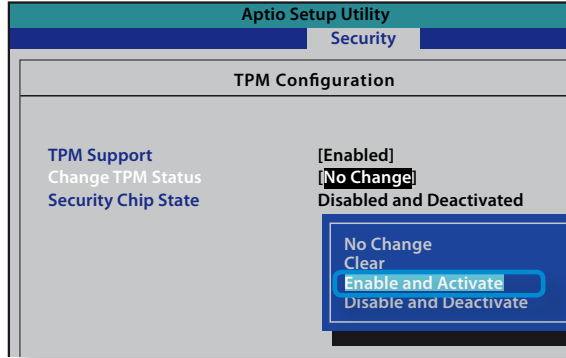 Aptio Setup Utility
Security
TPM Configuration
TPM Support [Enabled]
Change TPM Status [No Change]
Security Chip State Disabled and Deactivated
No Change
Clear
Enable and Activate
Disable and Deactivate